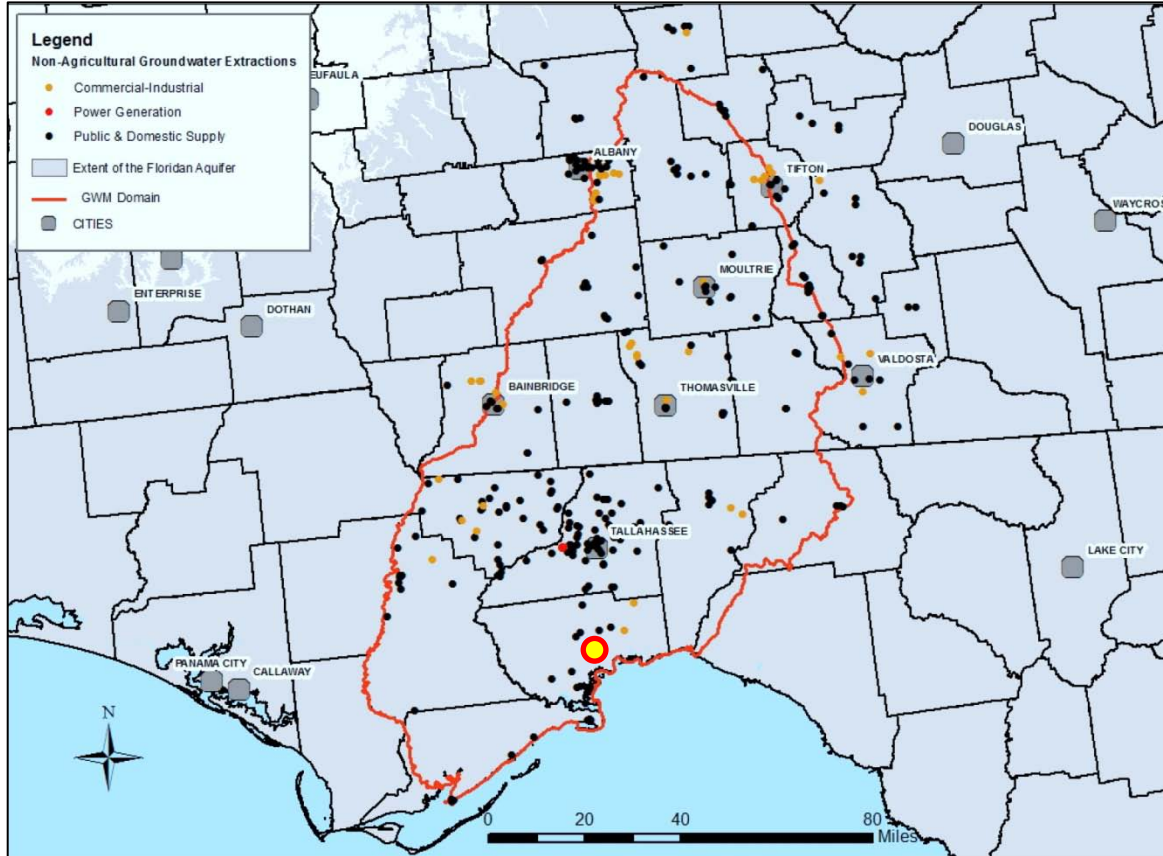 Legend
Non-Agricultural Groundwater Extractions
Commercial-Industrial
Power Generation
Public & Domestic Supply
Extent of the Floridan Aquifer
GWM Domain
CITIES
EUFAULA
DOUGLAS
ALBANY
TIFTON
WAYCROS
MOULTRIE
ENTERPRISE
DOTHAN
VALDOSTA
BAINBRIDGE
THOMASVILLE
TALLAHASSEE
LAKE CITY
PANAMA CITY
CALLAWAY
N
0 20 40 60 80
Miles